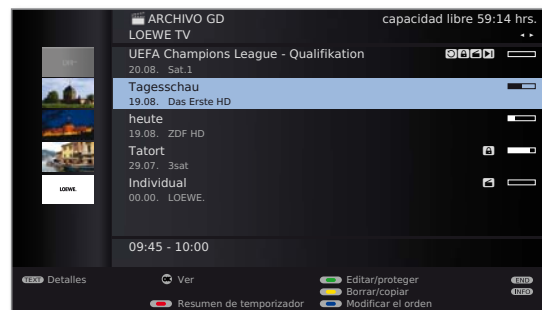 ARCHIVO GD capacidad libre 59:14 hrs.
LOEWE TV
UEFA Champions League - Qualifikation
20.08. Sat.1
Tagesschau
19.08. Das Erste HD
heute
19.08. ZDF HD
Tatort
29.07. 3sat
Individual
00.00. LOEWE.
LOEWE.
09:45 - 10:00
TEXT Detalles OK Ver Editar/proteger END
Borrar/copiar INFO
Resumen de temporizador Modificar el orden